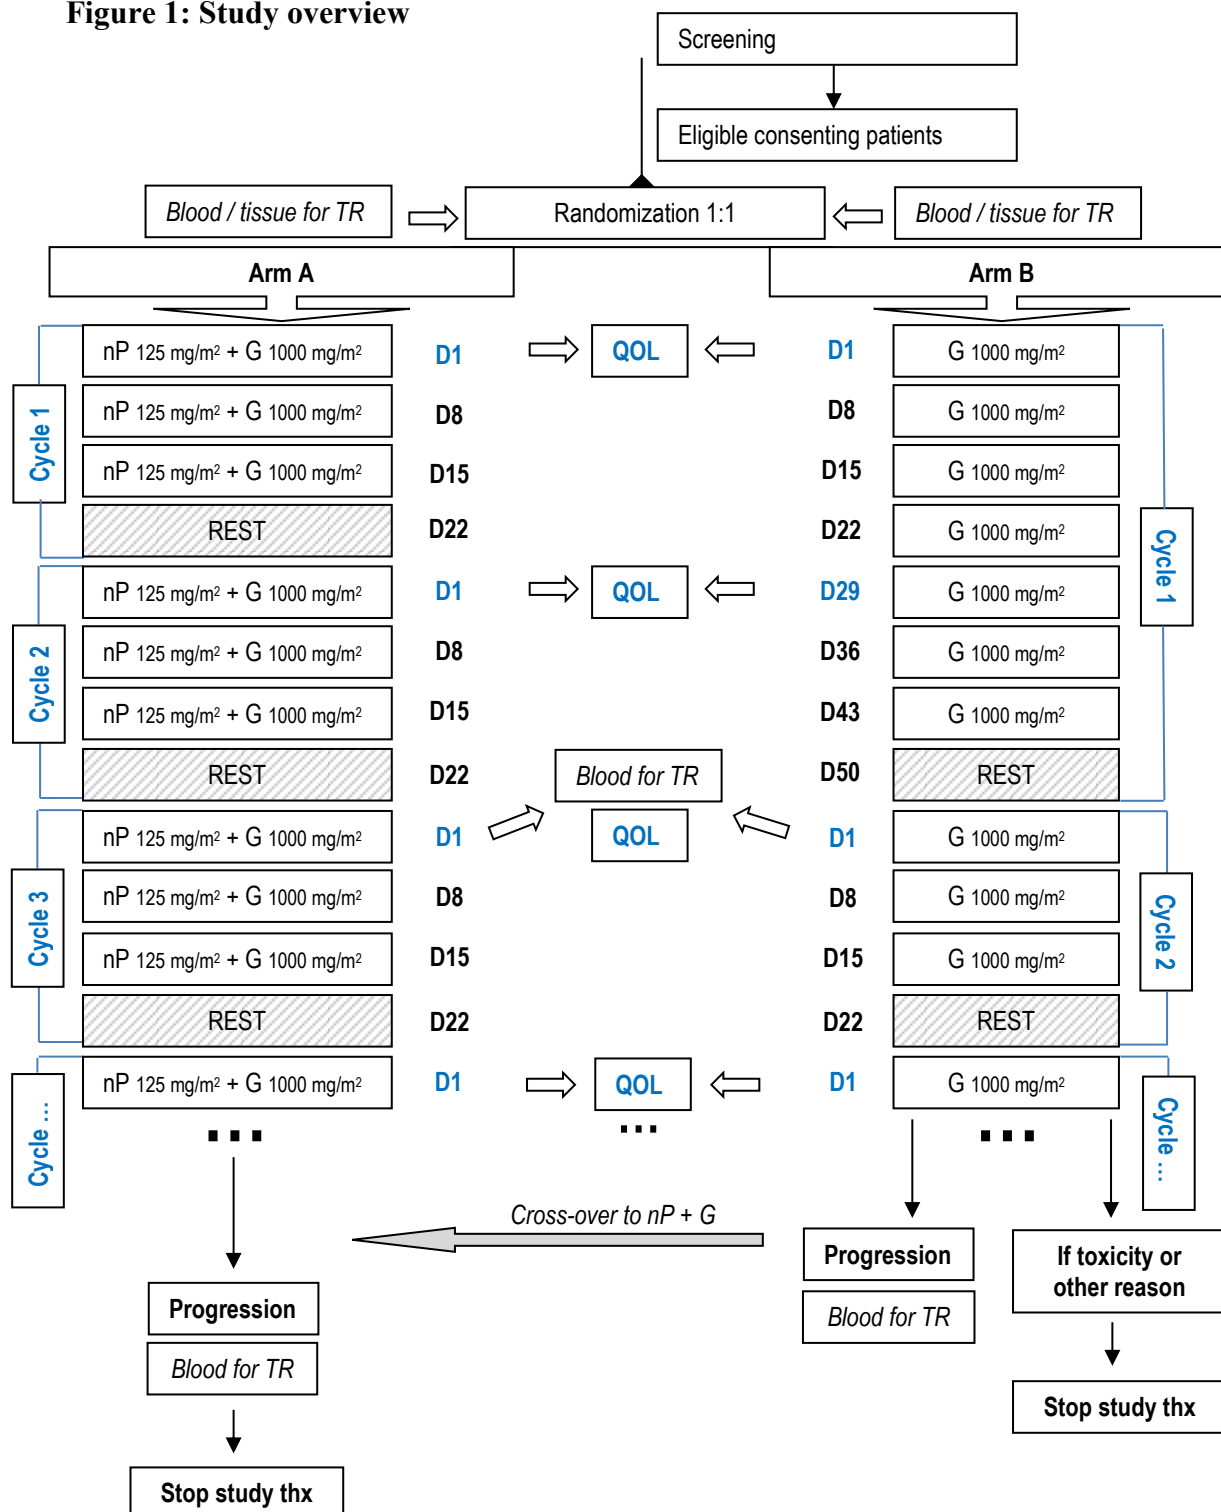 Figure 1: Study overview
Screening
Eligible consenting patients
Blood / tissue for TR
Randomization 1:1
Blood / tissue for TR
Arm A
Arm B
nP 125 mg/m² + G 1000 mg/m²
D1
QOL
D1
G 1000 mg/m²
nP 125 mg/m² + G 1000 mg/m²
D8
D8
G 1000 mg/m²
Cycle 1
nP 125 mg/m² + G 1000 mg/m²
D15
D15
G 1000 mg/m²
REST
D22
D22
G 1000 mg/m²
Cycle 1
nP 125 mg/m² + G 1000 mg/m²
D1
QOL
D29
G 1000 mg/m²
nP 125 mg/m² + G 1000 mg/m²
D8
D36
G 1000 mg/m²
Cycle 2
nP 125 mg/m² + G 1000 mg/m²
D15
D43
G 1000 mg/m²
REST
D22
Blood for TR
D50
REST
nP 125 mg/m² + G 1000 mg/m²
D1
QOL
D1
G 1000 mg/m²
nP 125 mg/m² + G 1000 mg/m²
D8
D8
G 1000 mg/m²
Cycle 3
Cycle 2
nP 125 mg/m² + G 1000 mg/m²
D15
D15
G 1000 mg/m²
REST
D22
D22
REST
nP 125 mg/m² + G 1000 mg/m²
D1
QOL
D1
G 1000 mg/m²
Cycle ...
...
...
...
Cycle ...
Cross-over to nP + G
Progression
Blood for TR
If toxicity or
other reason
Progression
Blood for TR
Stop study thx
Stop study thx